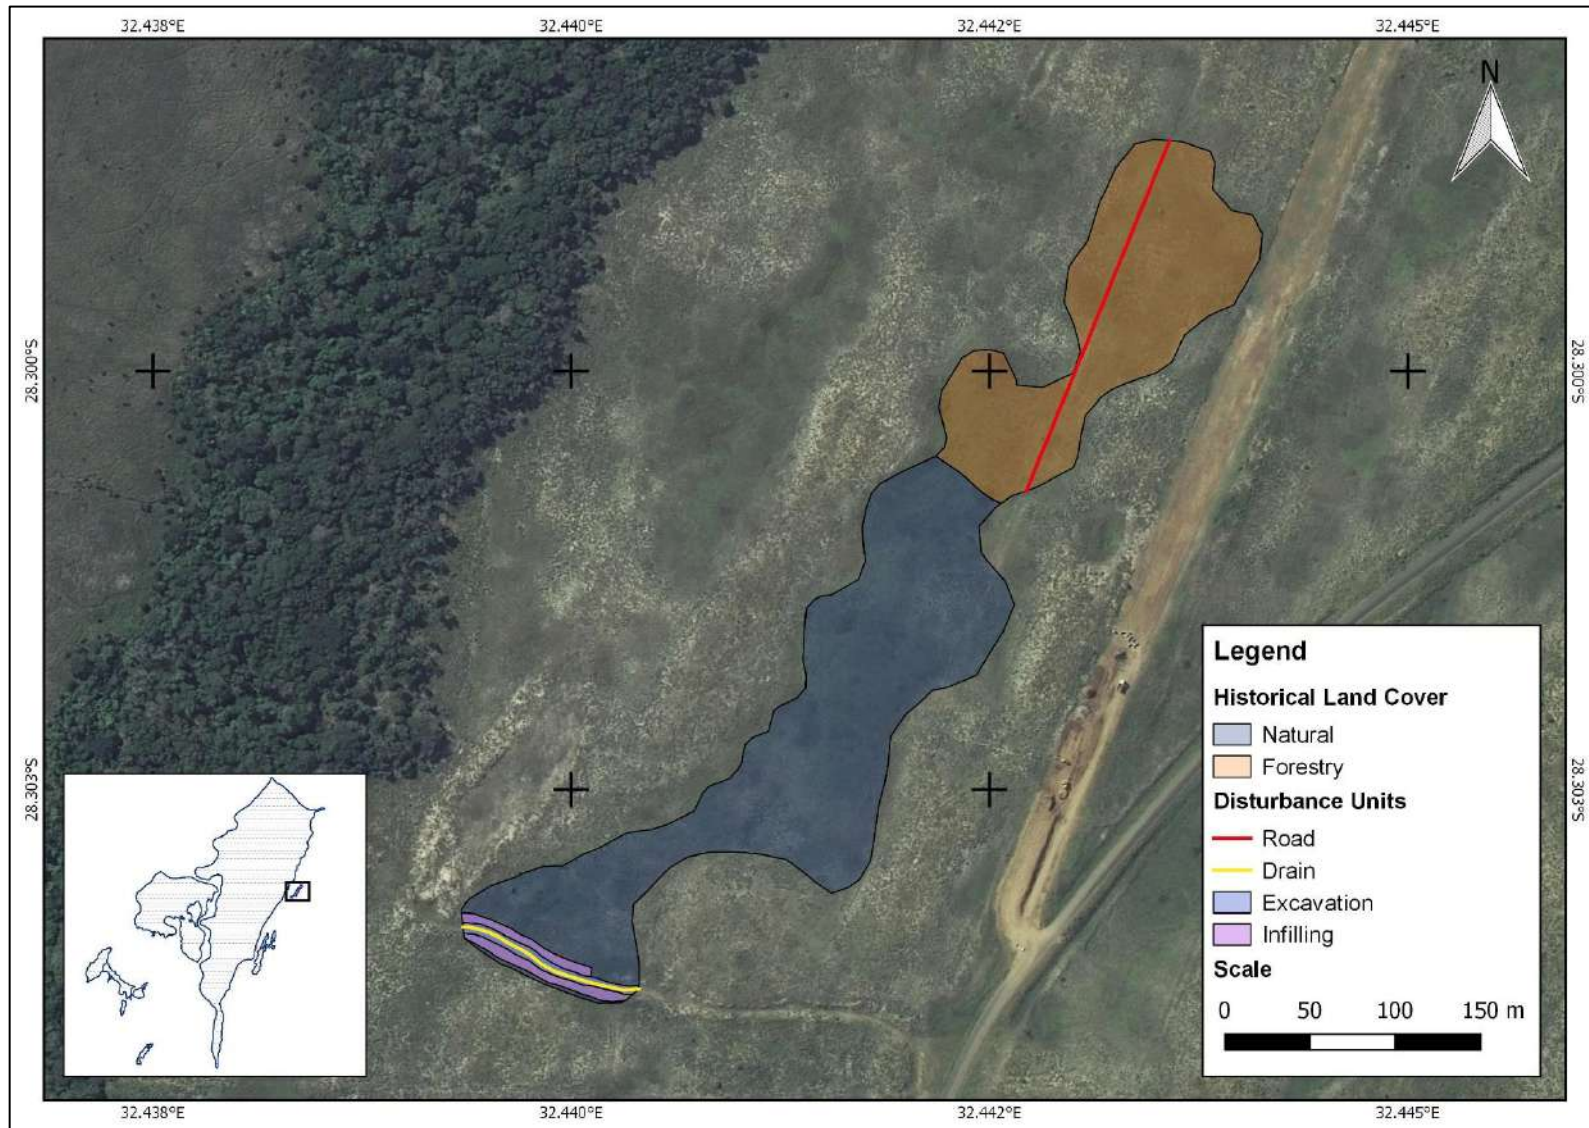 32.438°E 32.440°E 32.442°E 32.445°E
N
28.300°S 28.300°S
Legend
Historical Land Cover
Natural
Forestry
Disturbance Units
Road
Drain
Excavation
Infilling
Scale
0 50 100 150 m
28.303°S 28.303°S
32.438°E 32.440°E 32.442°E 32.445°E